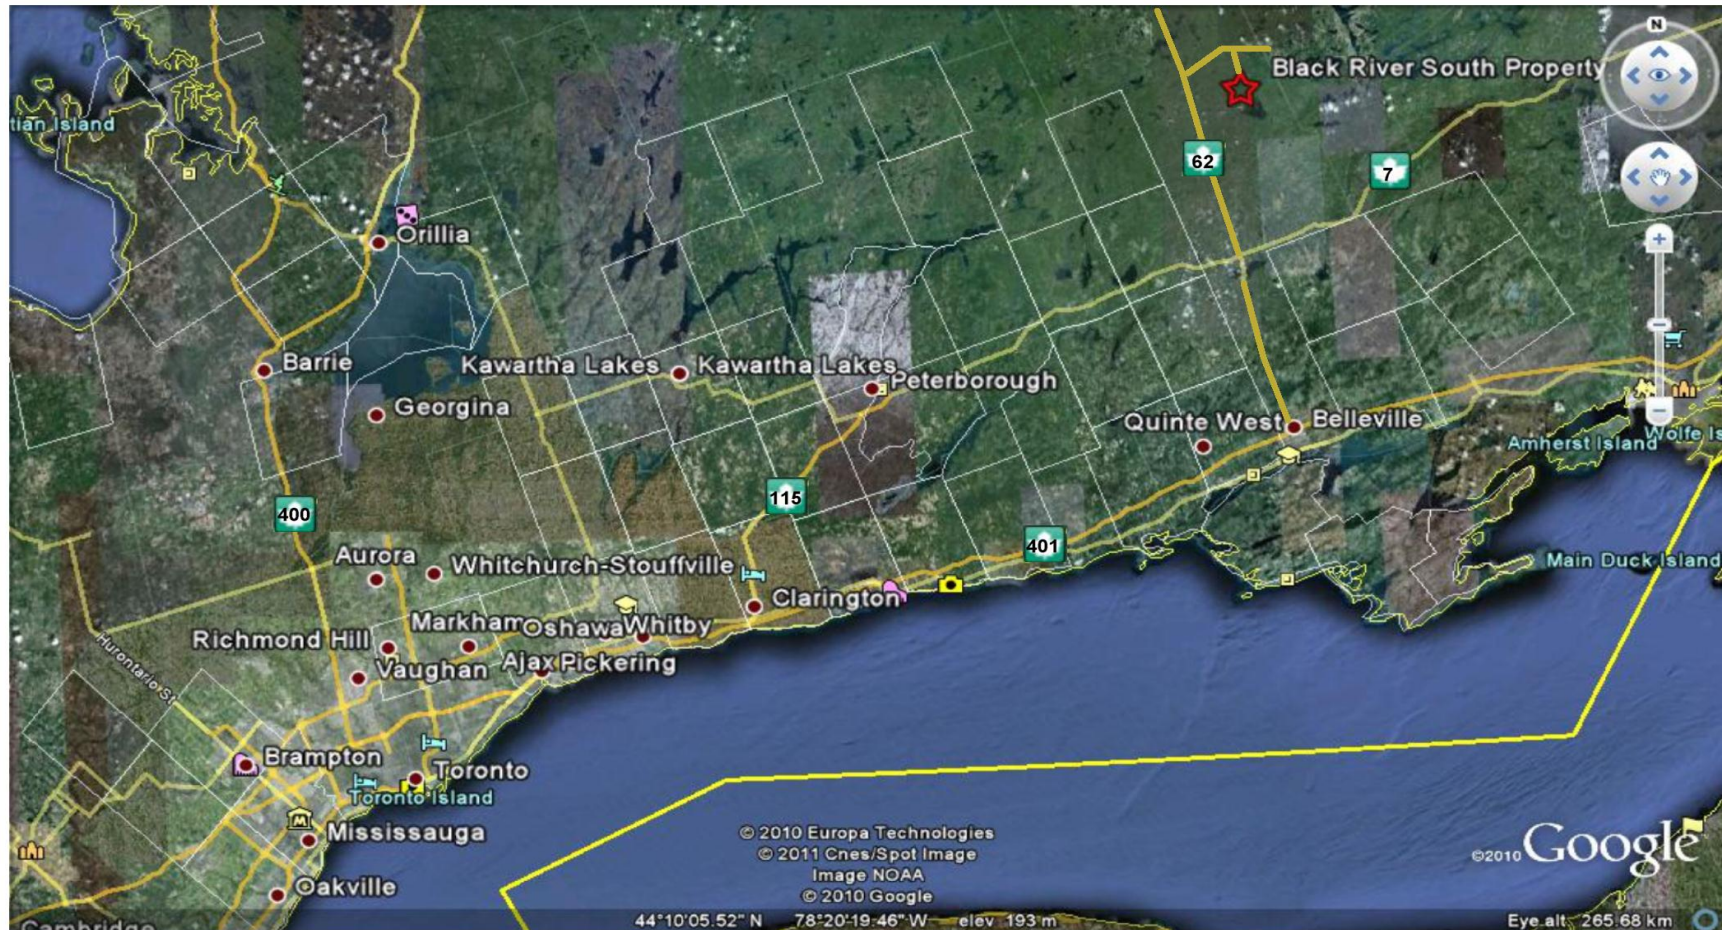 N
Black River South Property
tian Island
62
7
Orillia
Barrie
Kawartha Lakes
Kawartha Lakes
Peterborough
Georgina
Quinte West
Belleville
Amherst Island
Wolfe Is
115
400
401
Aurora
Whitchurch-Stouffville
Main Duck Island
Clarington
Markham
Oshawa
Whitby
Richmond Hill
Hurontario St
Vaughan
Ajax
Pickering
Brampton
Toronto
Toronto Island
Mississauga
© 2010 Europa Technologies
© 2011 Cnes/Spot Image
Image NOAA
© 2010 Google
©2010 Google
Oakville
Cambridge
44°10'05.52" N 78°20'19.46" W elev 193 m
Eye alt 265.68 km